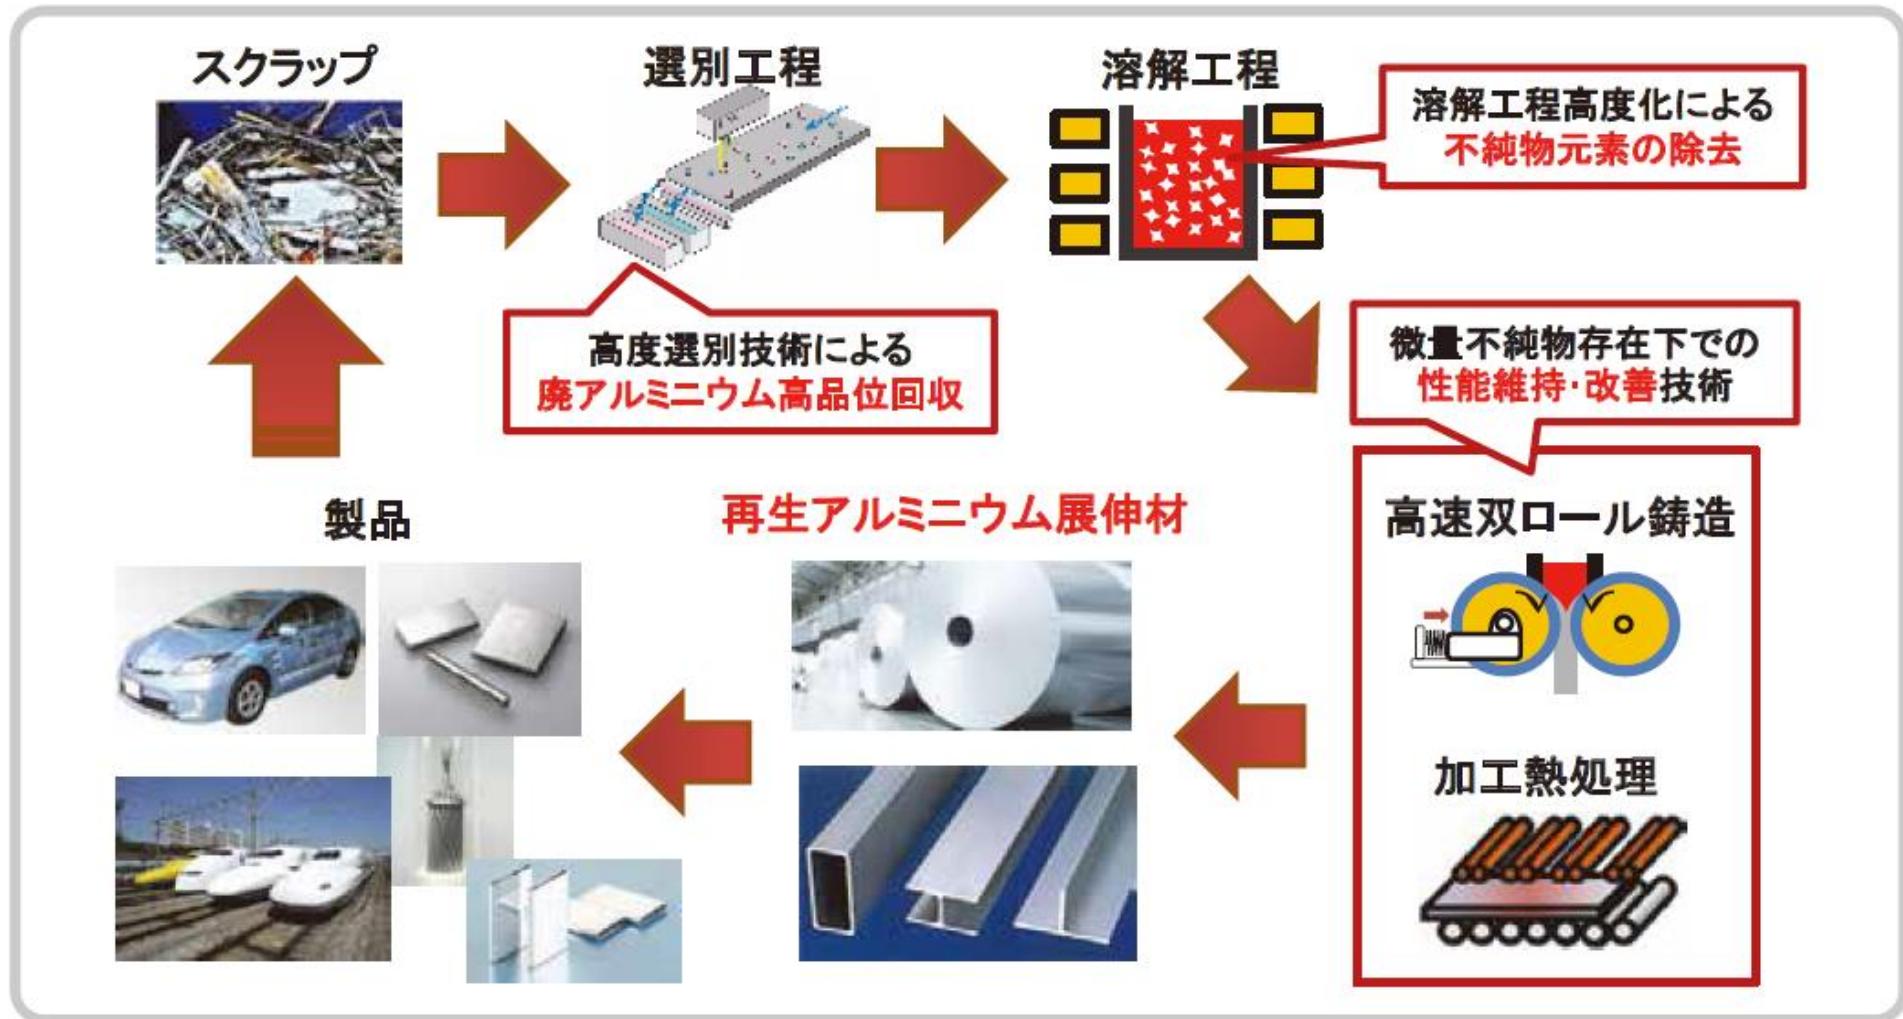 スクラップ
選別工程
溶解工程
溶解工程高度化による
不純物元素の除去
高度選別技術による
廃アルミニウム高品位回収
微量不純物存在下での
性能維持・改善技術
高速双ロール鋳造
加工熱処理
再生アルミニウム展伸材
製品